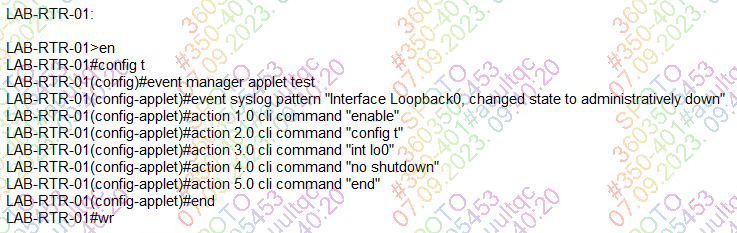 LAB-RTR-01:
LAB-RTR-01>en
LAB-RTR-01#config t
LAB-RTR-01(config)#event manager applet test
LAB-RTR-01(config-applet)#event syslog pattern "Interface Loopback0, changed state to administratively down"
LAB-RTR-01(config-applet)#action 1.0 cli command "enable"
LAB-RTR-01(config-applet)#action 2.0 cli command "config t"
LAB-RTR-01(config-applet)#action 3.0 cli command "int lo0"
LAB-RTR-01(config-applet)#action 4.0 cli command "no shutdown"
LAB-RTR-01(config-applet)#action 5.0 cli command "end"
LAB-RTR-01(config-applet)#end
LAB-RTR-01#wr